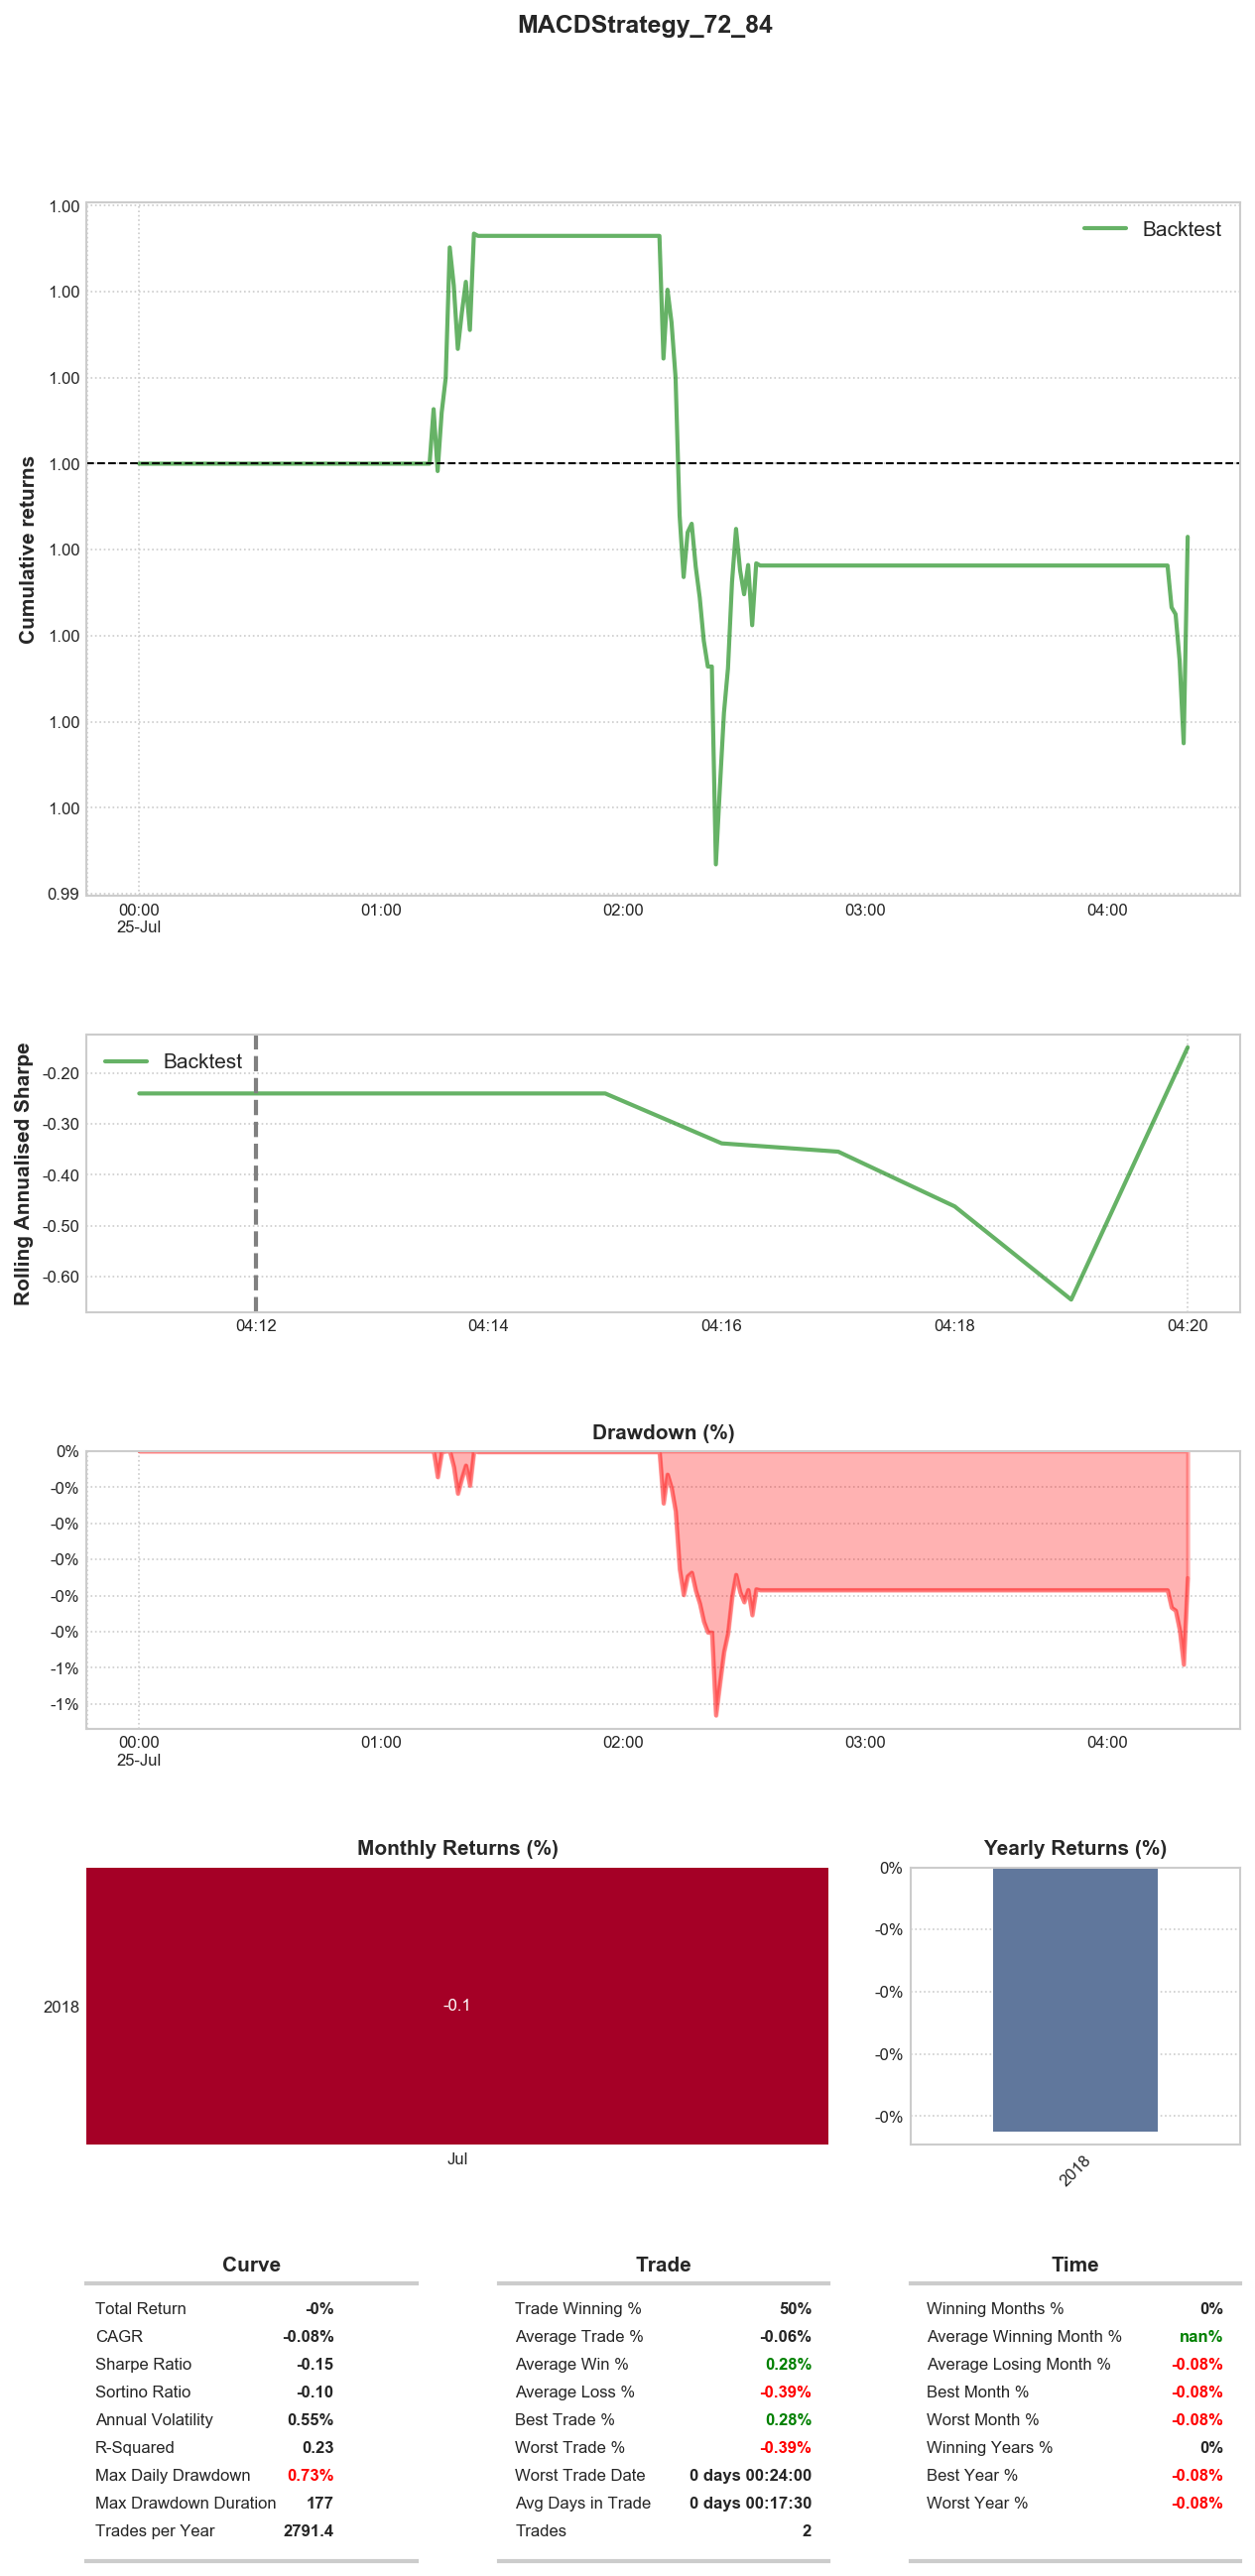 MACDStrategy_72_84
Cumulative returns
1.00
1.00
1.00
1.00
1.00
1.00
1.00
1.00
0.99
Backtest
00:00 01:00 02:00 03:00 04:00
25-Jul
Rolling Annualised Sharpe
-0.20
-0.30
-0.40
-0.50
-0.60
Backtest
04:12 04:14 04:16 04:18 04:20
Drawdown (%)
0%
-0%
-0%
-0%
-0%
-0%
-1%
-1%
00:00 01:00 02:00 03:00 04:00
25-Jul
Monthly Returns (%)
2018
-0.1
Jul
Yearly Returns (%)
0%
-0%
-0%
-0%
-0%
2018
Curve
Total Return -0%
CAGR -0.08%
Sharpe Ratio -0.15
Sortino Ratio -0.10
Annual Volatility 0.55%
R-Squared 0.23
Max Daily Drawdown 0.73%
Max Drawdown Duration 177
Trades per Year 2791.4
Trade
Trade Winning % 50%
Average Trade % -0.06%
Average Win % 0.28%
Average Loss % -0.39%
Best Trade % 0.28%
Worst Trade % -0.39%
Worst Trade Date 0 days 00:24:00
Avg Days in Trade 0 days 00:17:30
Trades 2
Time
Winning Months % 0%
Average Winning Month % nan%
Average Losing Month % -0.08%
Best Month % -0.08%
Worst Month % -0.08%
Winning Years % 0%
Best Year % -0.08%
Worst Year % -0.08%